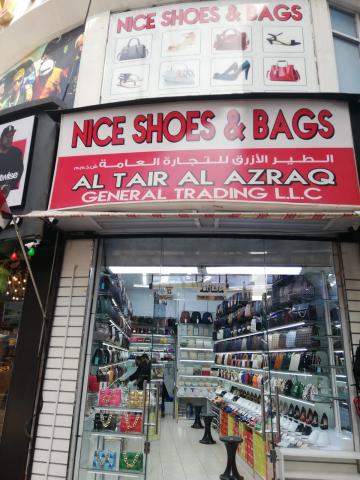 NICE SHOES & BAGS
NICE SHOES & BAGS
الطير الأزرق للتجارة العامة ش.ذ.م.م
AL TAIR AL AZRAQ
GENERAL TRADING L.L.C